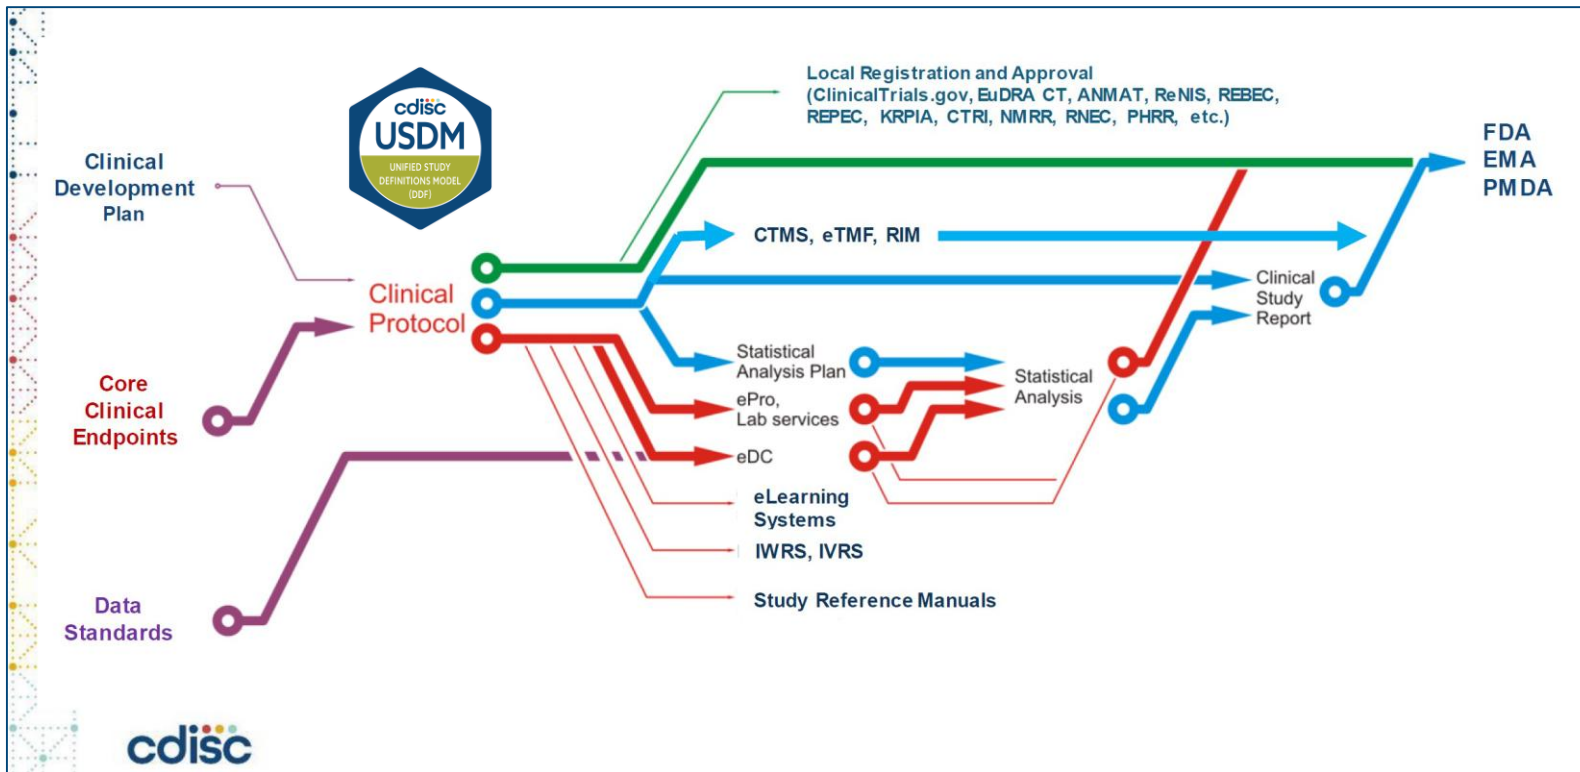 cdisc
USDM
UNIFIED STUDY
DEFINITIONS MODEL
(DDF)
Local Registration and Approval
(ClinicalTrials.gov, EuDRA CT, ANMAT, ReNIS, REBEC,
REPEC, KRPIA, CTRI, NMRR, RNEC, PHRR, etc.)
FDA
EMA
PMDA
Clinical
Development
Plan
CTMS, eTMF, RIM
Clinical
Protocol
Clinical
Study
Report
Statistical
Analysis Plan
Statistical
Analysis
Core
Clinical
Endpoints
ePro,
Lab services
eDC
eLearning
Systems
IWRS, IVRS
Study Reference Manuals
Data
Standards
cdisc